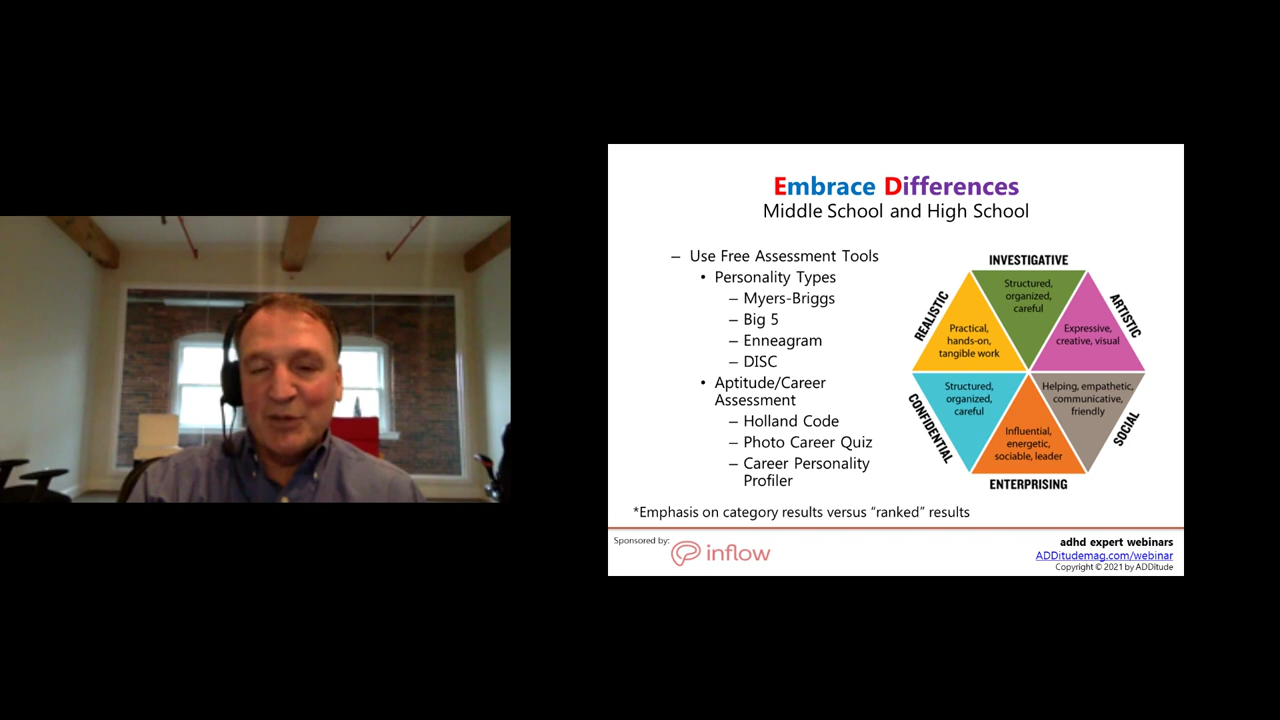 Embrace Differences
Middle School and High School
– Use Free Assessment Tools
• Personality Types
– Myers-Briggs
– Big 5
– Enneagram
– DISC
• Aptitude/Career
Assessment
– Holland Code
– Photo Career Quiz
– Career Personality
Profiler
*Emphasis on category results versus “ranked” results
INVESTIGATIVE
Structured,
organized,
careful
REALISTIC
Practical,
hands-on,
tangible work
ARTISTIC
Expressive,
creative, visual
CONFIDENTIAL
Structured,
organized,
careful
SOCIAL
Helping, empathetic,
communicative,
friendly
Influential,
energetic,
sociable, leader
ENTERPRISING
Sponsored by:
inflow
adhd expert webinars
ADDitudemag.com/webinar
Copyright © 2021 by ADDitude